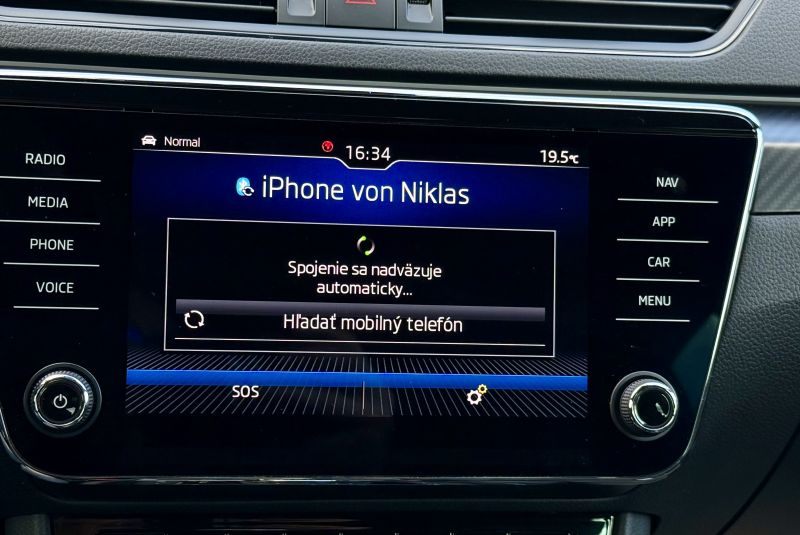 Normal
16:34
19.5°C
iPhone von Niklas
Spojenie sa nadväzuje
automaticky...
Hľadať mobilný telefón
SOS
RADIO
MEDIA
PHONE
VOICE
NAV
APP
CAR
MENU